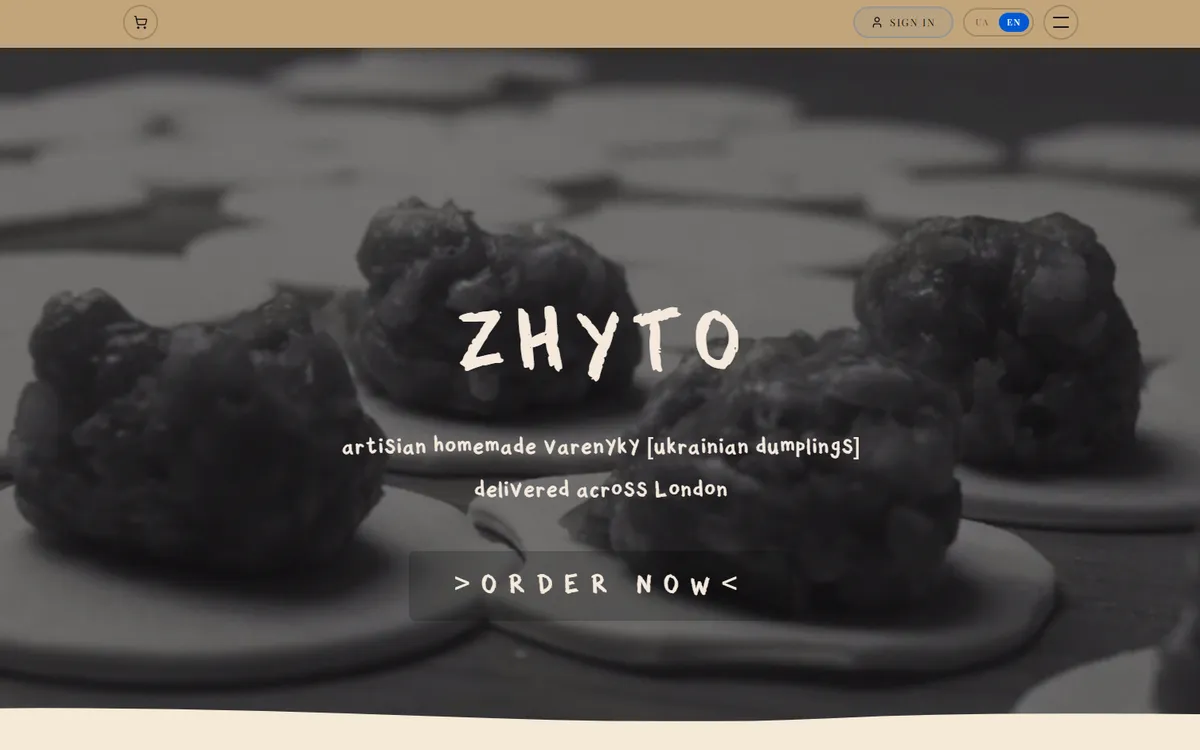 SIGN IN
UA EN
ZHYTO
artisian homemade varenyky [ukrainian dumplings]
delivered across London
>ORDER NOW<